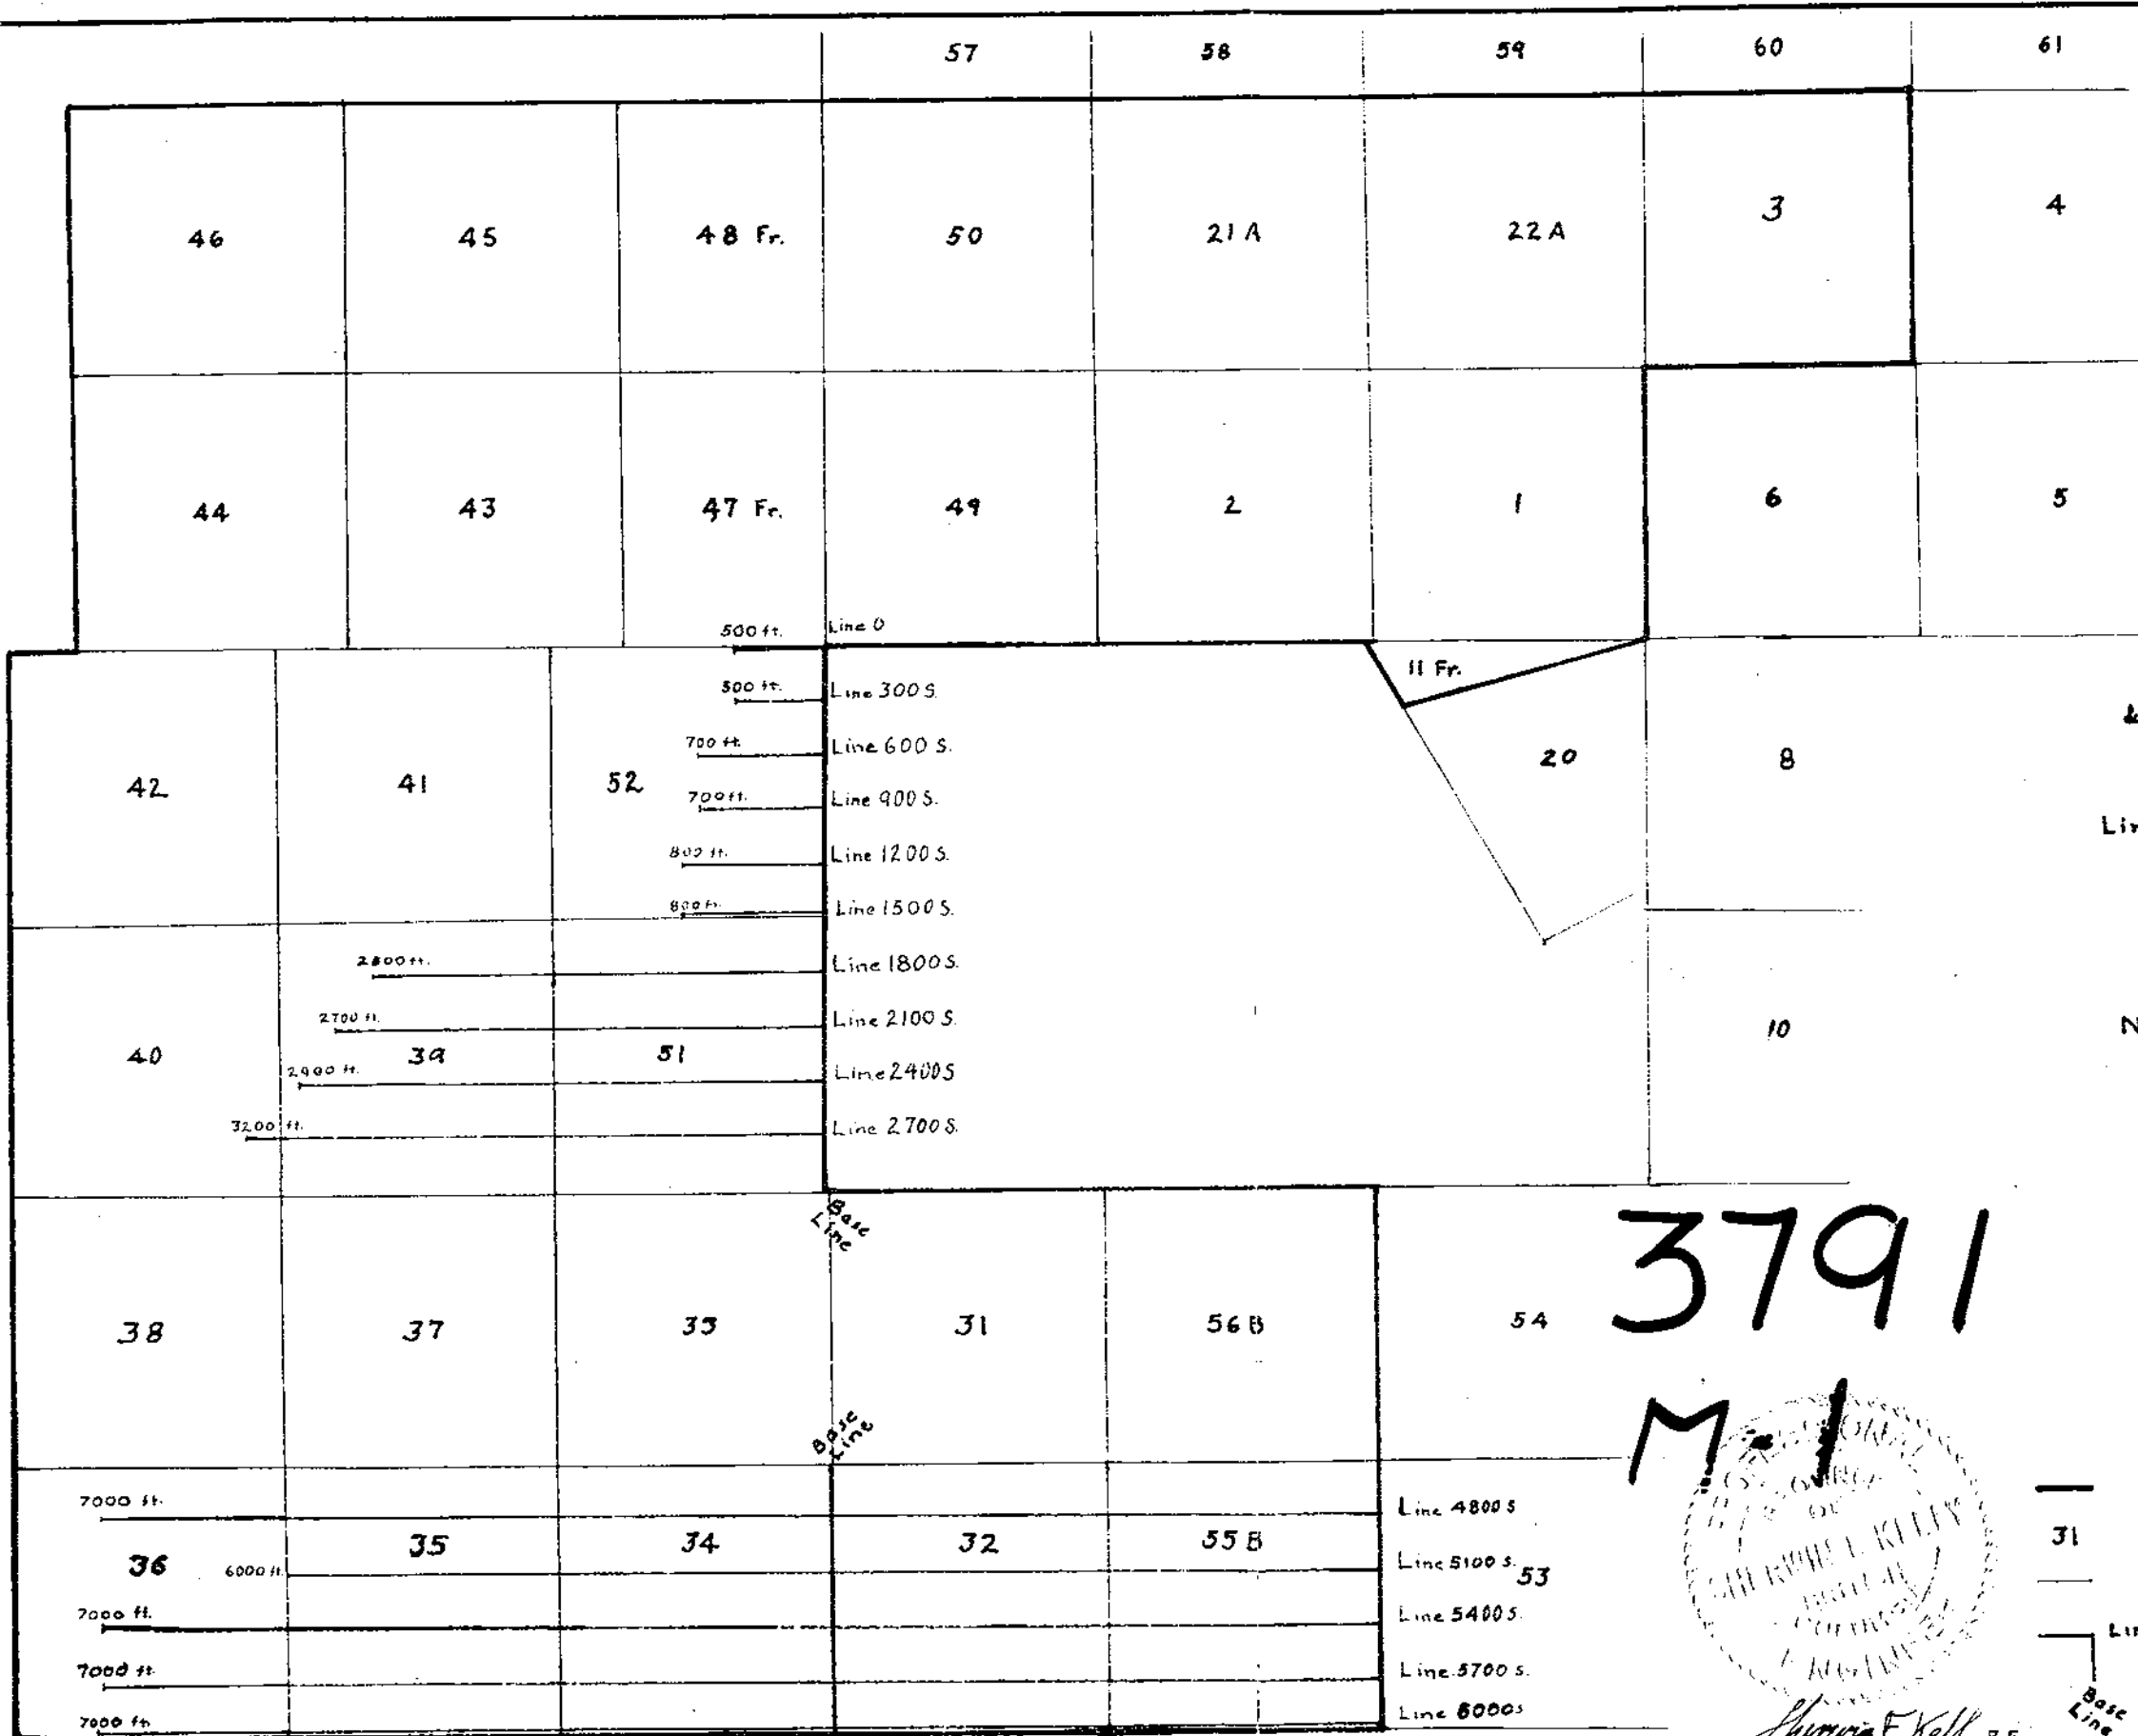 57 58 59 60 61
46 45 48 Fr. 50 21A 22A 3 4
44 43 47 Fr. 49 2 1 6 5
500 ft. Line 0
500 ft. Line 300 S.
11 Fr.
700 ft. Line 600 S.
42 41 52 20 8
700 ft. Line 900 S.
800 ft. Line 1200 S.
800 ft. Line 1500 S.
2500 ft. Line 1800 S.
2700 ft. Line 2100 S.
40 39 51 10
2900 ft. Line 2400 S
3200 ft. Line 2700 S.
Base
Line
3791
38 37 33 31 56B 54
M-1
Base
Line
7000 ft. Line 4800 S
36 35 34 32 55B 53 31
6000 ft. Line 5100 S.
7000 ft. Line 5400 S.
7000 ft. Line 5700 S.
7000 ft. Line 6000 S
Base
Line